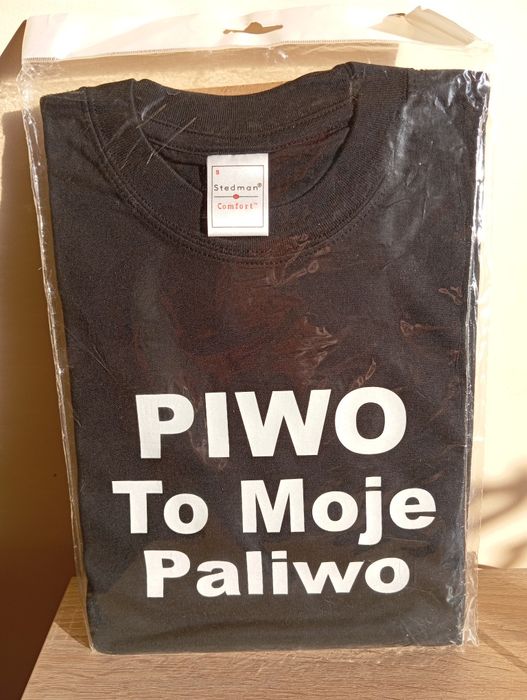 S
Stedman®
Comfort™
PIWO
To Moje
Paliwo